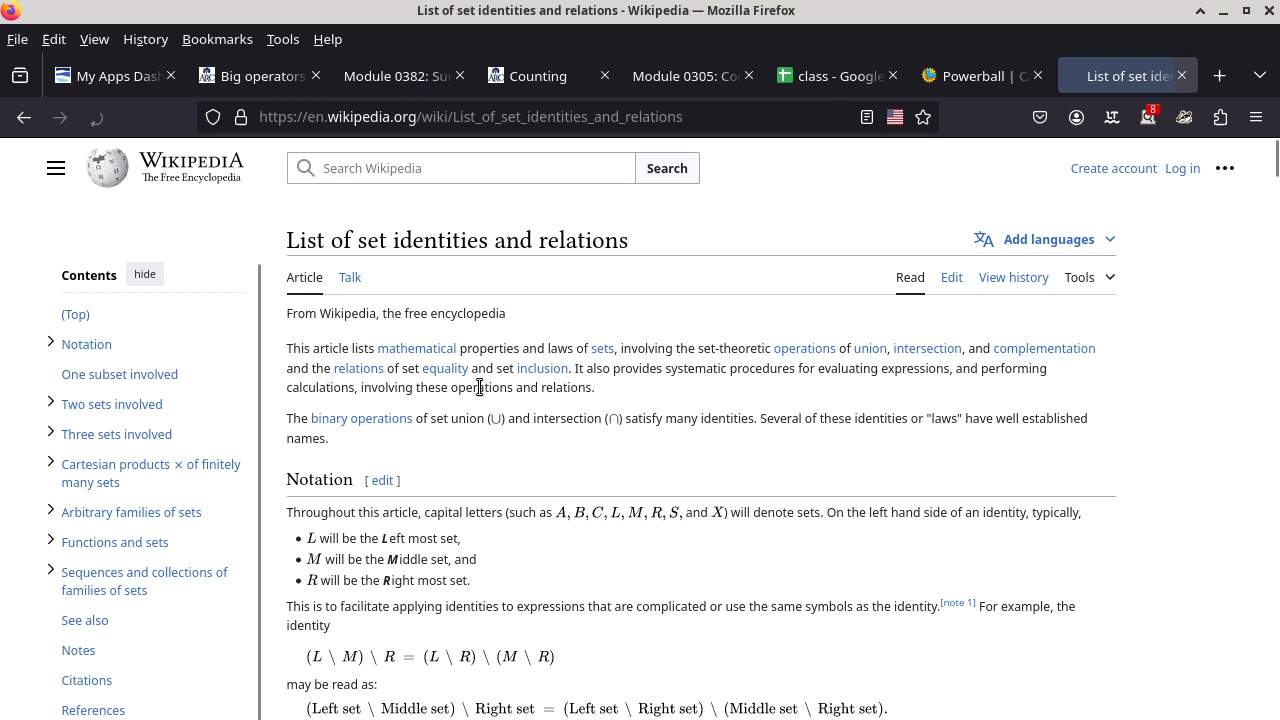 List of set identities and relations - Wikipedia — Mozilla Firefox
File Edit View History Bookmarks Tools Help
My Apps Das Big operators Module 0382: Su Counting Module 0305: Co class - Google Powerball | C List of set ide
https://en.wikipedia.org/wiki/List_of_set_identities_and_relations 8
WIKIPEDIA
The Free Encyclopedia
Search Wikipedia Search Create account Log in
List of set identities and relations Add languages
Contents hide
Article Talk Read Edit View history Tools
(Top)
Notation
One subset involved
Two sets involved
Three sets involved
Cartesian products × of finitely
many sets
Arbitrary families of sets
Functions and sets
Sequences and collections of
families of sets
See also
Notes
Citations
References
From Wikipedia, the free encyclopedia
This article lists mathematical properties and laws of sets, involving the set-theoretic operations of union, intersection, and complementation
and the relations of set equality and set inclusion. It also provides systematic procedures for evaluating expressions, and performing
calculations, involving these operations and relations.
The binary operations of set union (∪) and intersection (∩) satisfy many identities. Several of these identities or "laws" have well established
names.
Notation [ edit ]
Throughout this article, capital letters (such as A, B, C, L, M, R, S, and X) will denote sets. On the left hand side of an identity, typically,
• L will be the Left most set,
• M will be the Middle set, and
• R will be the Right most set.
This is to facilitate applying identities to expressions that are complicated or use the same symbols as the identity.[note 1] For example, the
identity
(L \ M) \ R = (L \ R) \ (M \ R)
may be read as:
(Left set \ Middle set) \ Right set = (Left set \ Right set) \ (Middle set \ Right set).